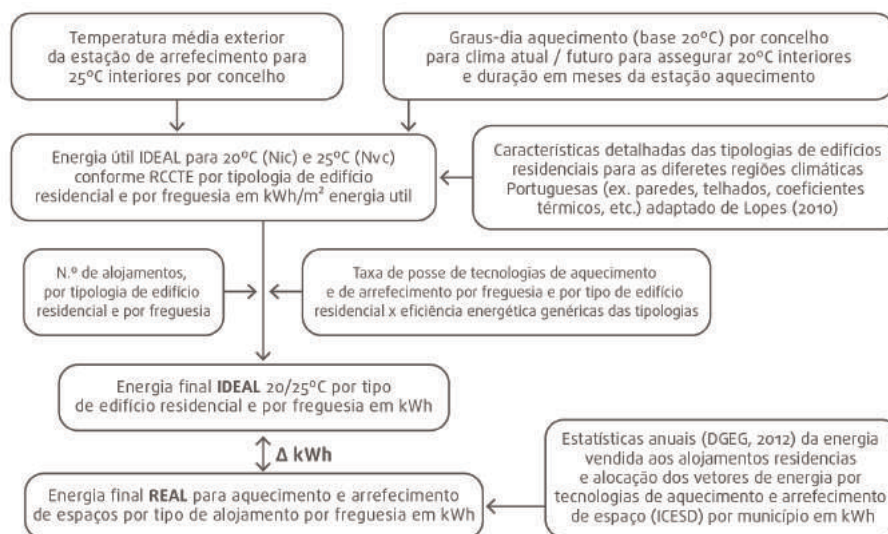 Temperatura média exterior
da estação de arrefecimento para
25ºC interiores por concelho
Graus-dia aquecimento (base 20ºC) por concelho
para clima atual / futuro para assegurar 20ºC interiores
e duração em meses da estação aquecimento
Energia útil IDEAL para 20ºC (Nic) e 25ºC (Nvc)
conforme RCCTE por tipologia de edifício
residencial e por freguesia em kWh/m² energia util
Características detalhadas das tipologias de edifícios
residenciais para as diferetes regiões climáticas
Portuguesas (ex. paredes, telhados, coeficientes
térmicos, etc.) adaptado de Lopes (2010)
N.º de alojamentos,
por tipologia de edifício
residencial e por freguesia
Taxa de posse de tecnologias de aquecimento
e de arrefecimento por freguesia e por tipo de edifício
residencial x eficiência energética genéricas das tipologias
Energia final IDEAL 20/25ºC por tipo
de edifício residencial e por freguesia em kWh
Δ kWh
Energia final REAL para aquecimento e arrefecimento
de espaços por tipo de alojamento por freguesia em kWh
Estatísticas anuais (DGEG, 2012) da energia
vendida aos alojamentos residencias
e alocação dos vetores de energia por
tecnologias de aquecimento e arrefecimento
de espaço (ICESD) por município em kWh